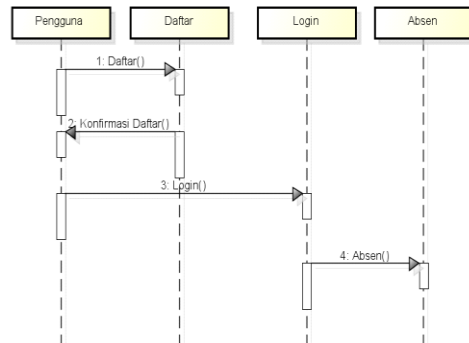 Pengguna
Daftar
Login
Absen
1: Daftar()
2: Konfirmasi Daftar()
3: Login()
4: Absen()